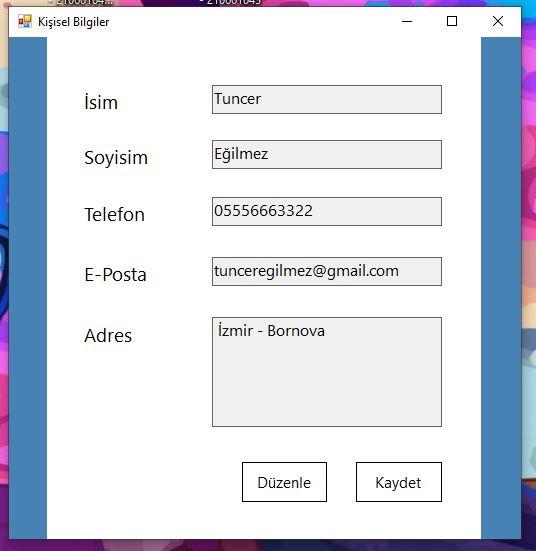 Kişisel Bilgiler
İsim Tuncer
Soyisim Eğilmez
Telefon 05556663322
E-Posta tunceregilmez@gmail.com
Adres İzmir - Bornova
Düzenle Kaydet